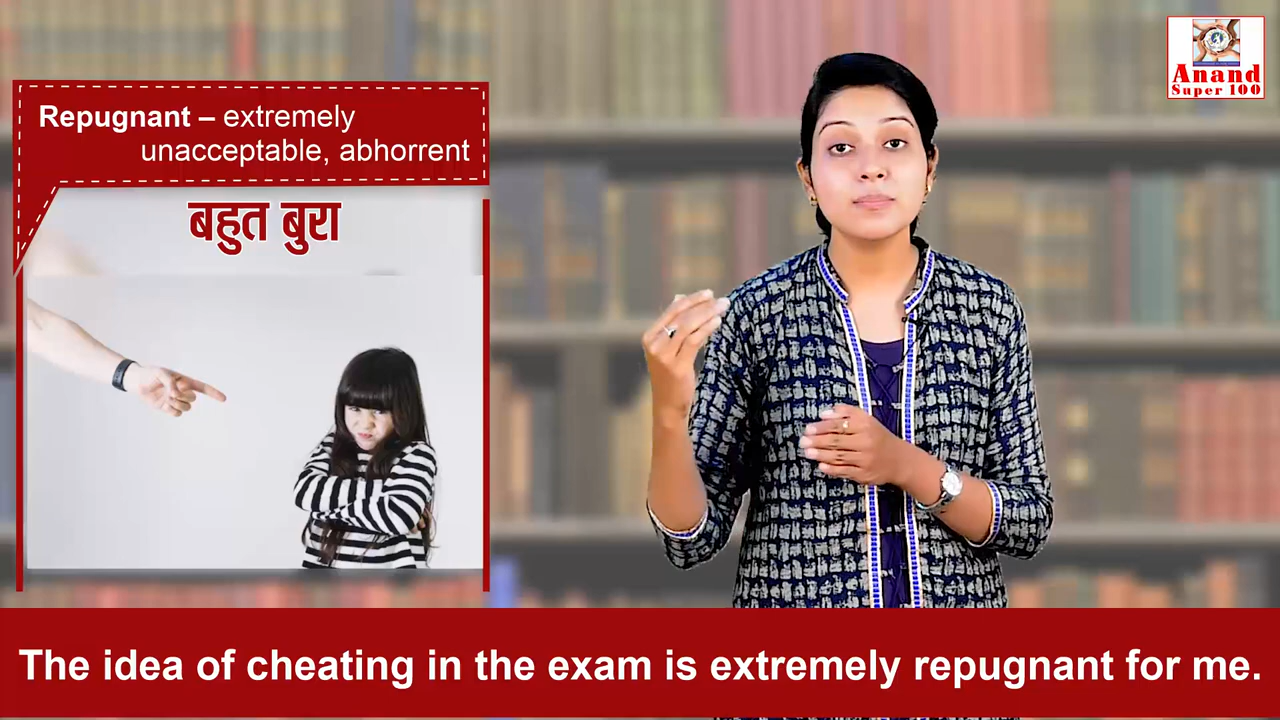 Anand
Super 100
Repugnant – extremely
unacceptable, abhorrent
बहुत बुरा
The idea of cheating in the exam is extremely repugnant for me.